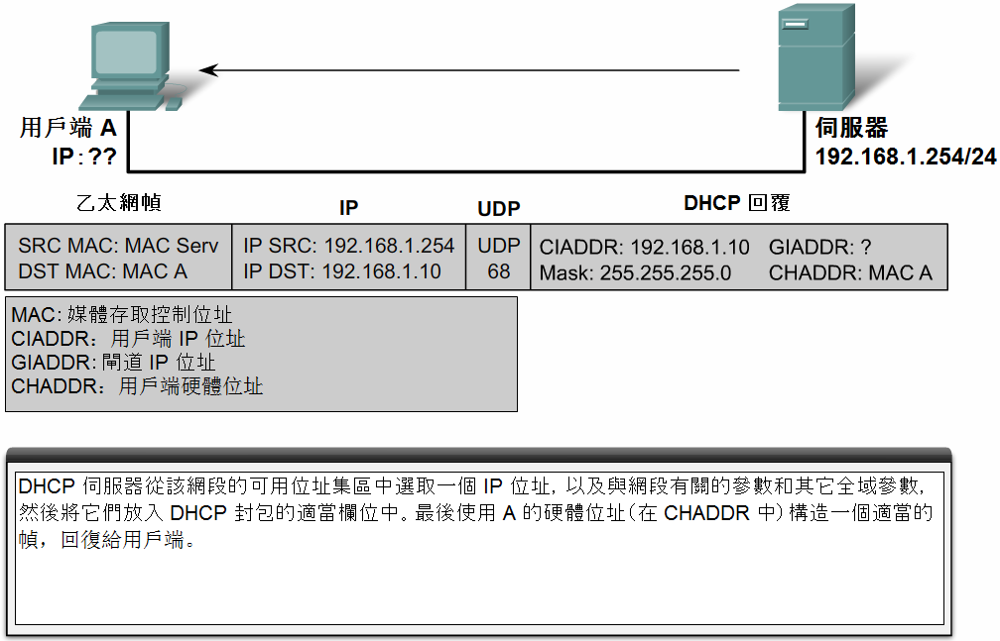 用戶端 A
IP：??
伺服器
192.168.1.254/24
乙太網幀
IP
UDP
DHCP 回覆
SRC MAC: MAC Serv
DST MAC: MAC A
IP SRC: 192.168.1.254
IP DST: 192.168.1.10
UDP
68
CIADDR: 192.168.1.10 GIADDR: ?
Mask: 255.255.255.0 CHADDR: MAC A
MAC：媒體存取控制位址
CIADDR：用戶端 IP 位址
GIADDR：閘道 IP 位址
CHADDR：用戶端硬體位址
DHCP 伺服器從該網段的可用位址集區中選取一個 IP 位址，以及與網段有關的參數和其它全域參數，
然後將它們放入 DHCP 封包的適當欄位中。最後使用 A 的硬體位址（在 CHADDR 中）構造一個適當的
幀，回復給用戶端。